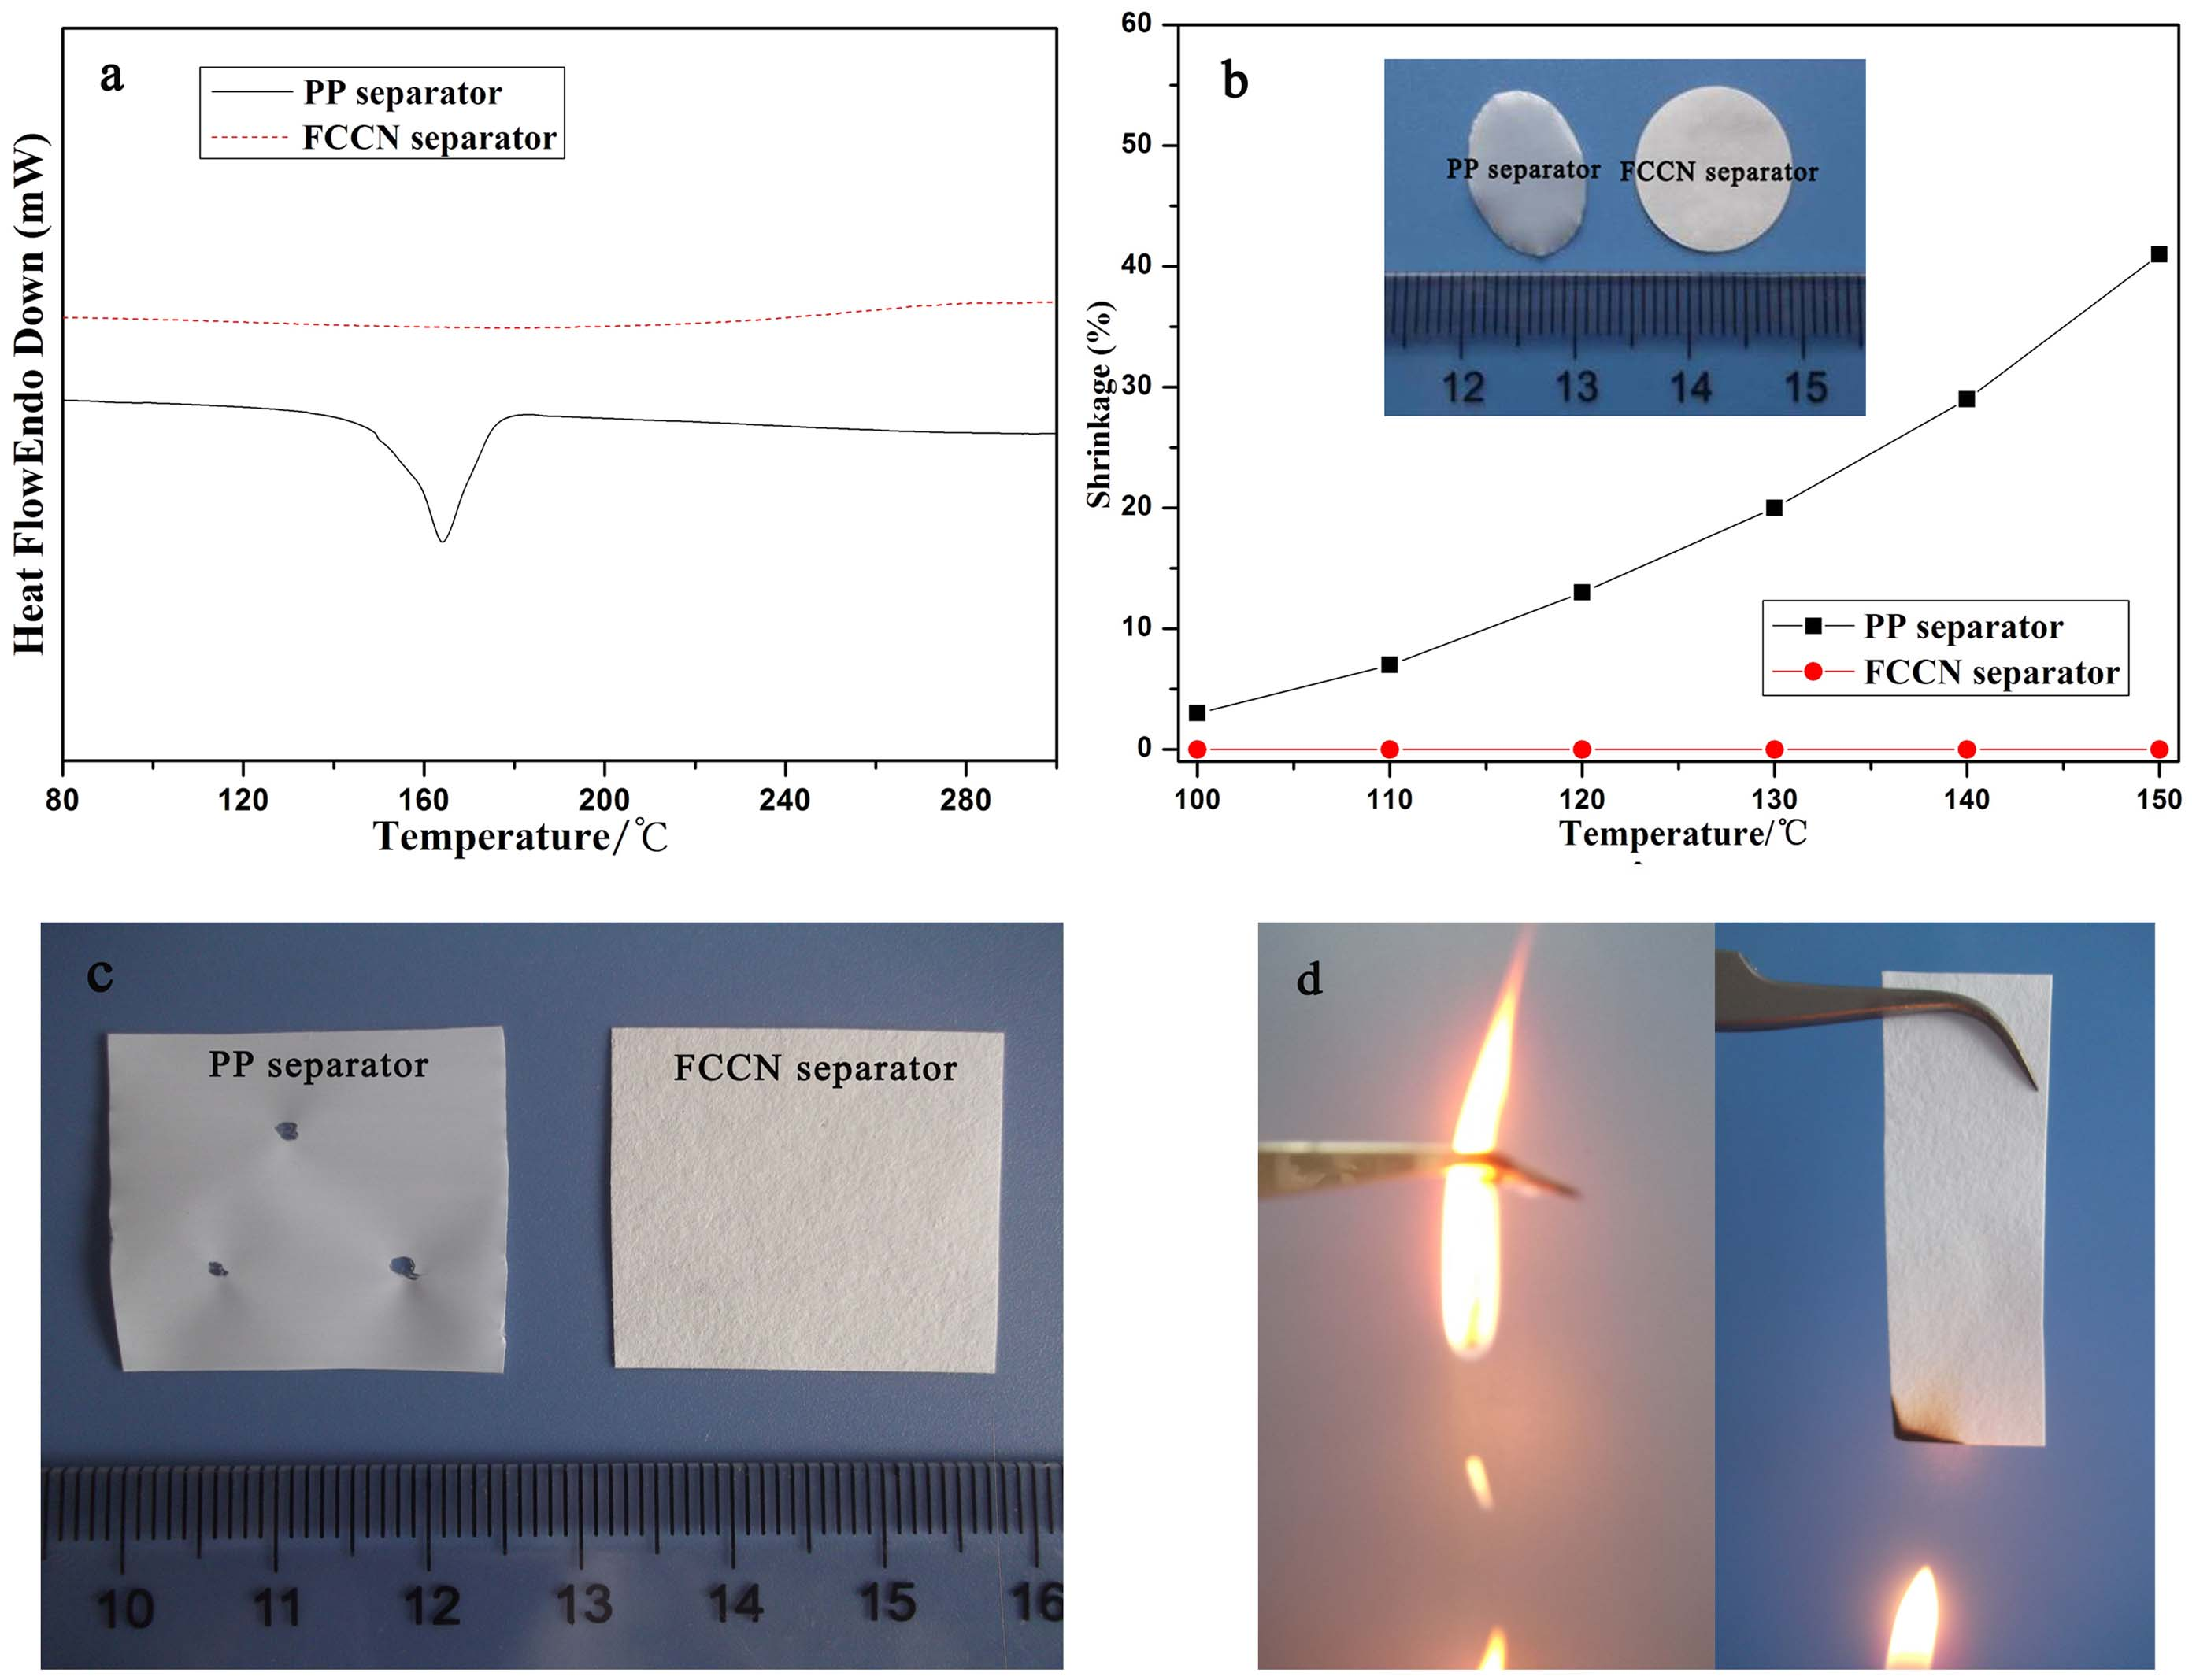 a
PP separator
FCCN separator
Heat FlowEndo Down (mW)
80 120 160 200 240 280
Temperature/℃
b
60
50
40
30
20
10
0
Shrinkage (%)
PP separator FCCN separator
12 13 14 15
PP separator
FCCN separator
100 110 120 130 140 150
Temperature/℃
c
PP separator FCCN separator
10 11 12 13 14 15 16
d